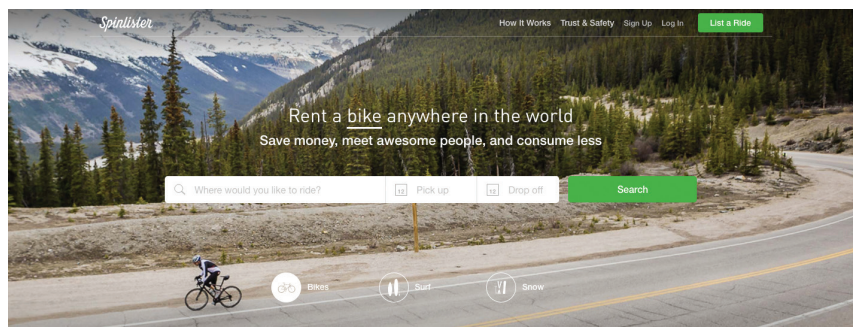 Spinlister
How It Works Trust & Safety Sign Up Log In List a Ride
Rent a bike anywhere in the world
Save money, meet awesome people, and consume less
Where would you like to ride? 12 Pick up 12 Drop off Search
Bikes Surf Snow